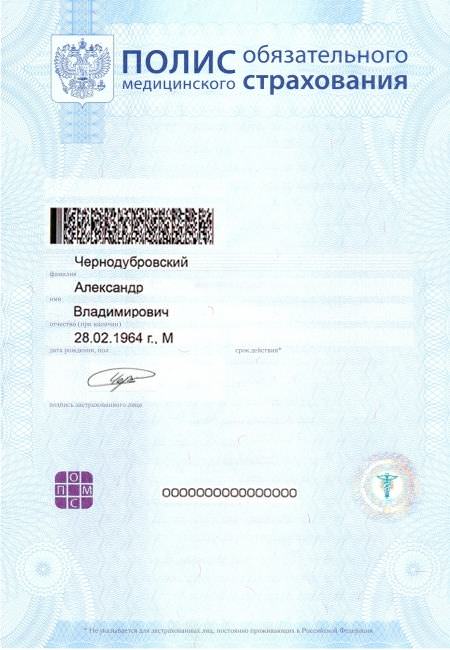 ПОЛИС обязательного
медицинского страхования
Чернодубровский
фамилия
Александр
имя
Владимирович
отчество (при наличии)
28.02.1964 г., М
дата рождения, пол срок действия*
подпись застрахованного лица
О
П М
С
0000000000000000
* Не указывается для застрахованных лиц, постоянно проживающих в Российской Федерации